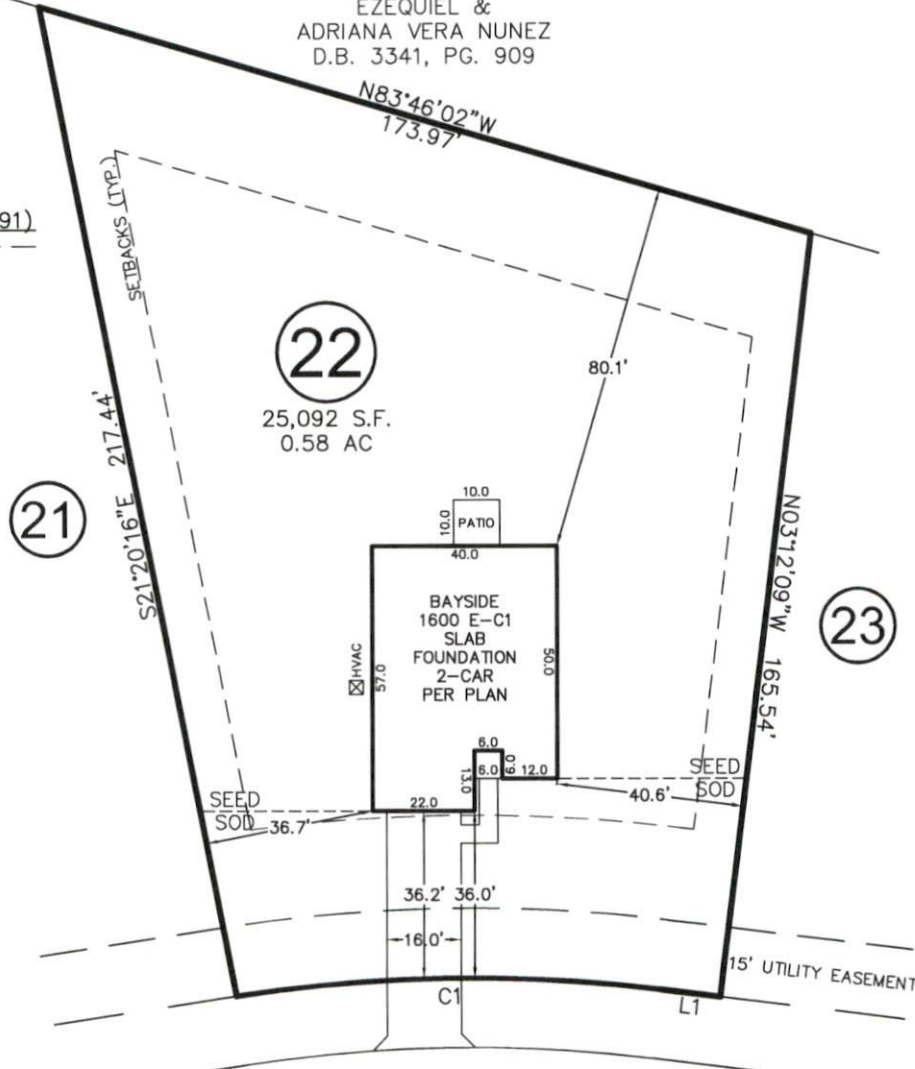 EZEQUIEL &
ADRIANA VERA NUNEZ
D.B. 3341, PG. 909
N83°46'02"W
173.97'
91)
SETBACKS (TYP.)
22
25,092 S.F.
0.58 AC
80.1'
21
S21°20'16"E 217.44'
N03°12'09"W 165.54'
23
10.0
10.0
PATIO
40.0
BAYSIDE
1600 E-C1
SLAB
FOUNDATION
2-CAR
PER PLAN
HVAC
57.0
50.0
6.0
6.0
6.0
13.0
12.0
22.0
SEED
SOD
36.7'
SEED
SOD
40.6'
36.2'
36.0'
16.0'
15' UTILITY EASEMENT
C1
L1